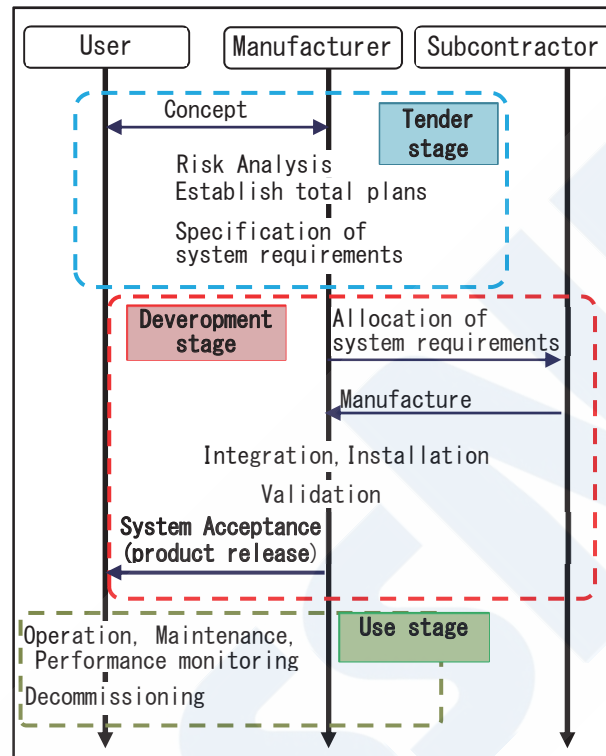 User
Manufacturer
Subcontractor
Concept
Tender
stage
Risk Analysis
Establish total plans
Specification of
system requirements
Deveropment
stage
Allocation of
system requirements
Manufacture
Integration, Installation
Validation
System Acceptance
(product release)
Use stage
Operation, Maintenance,
Performance monitoring
Decommissioning